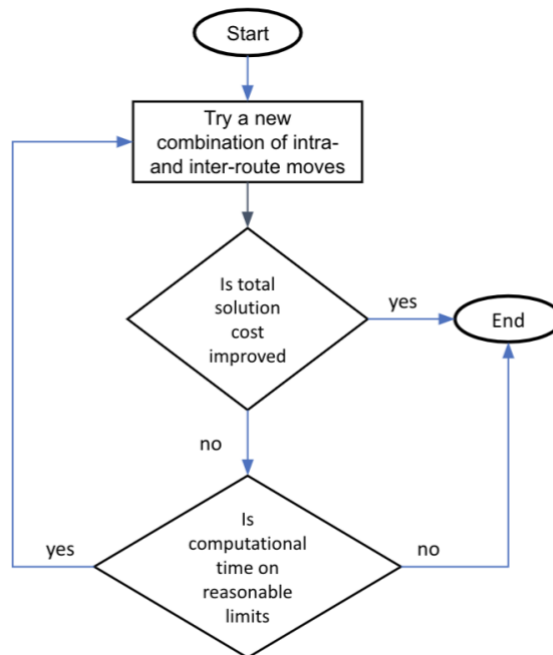 Start
Try a new
combination of intra-
and inter-route moves
Is total
solution
cost
improved
yes
End
no
Is
computational
time on
reasonable
limits
yes
no